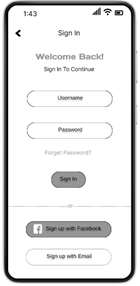 1:43
Sign In
Welcome Back!
Sign In To Continue
Username
Password
Forget Password?
Sign In
or
f Sign up with Facebook
Sign up with Email